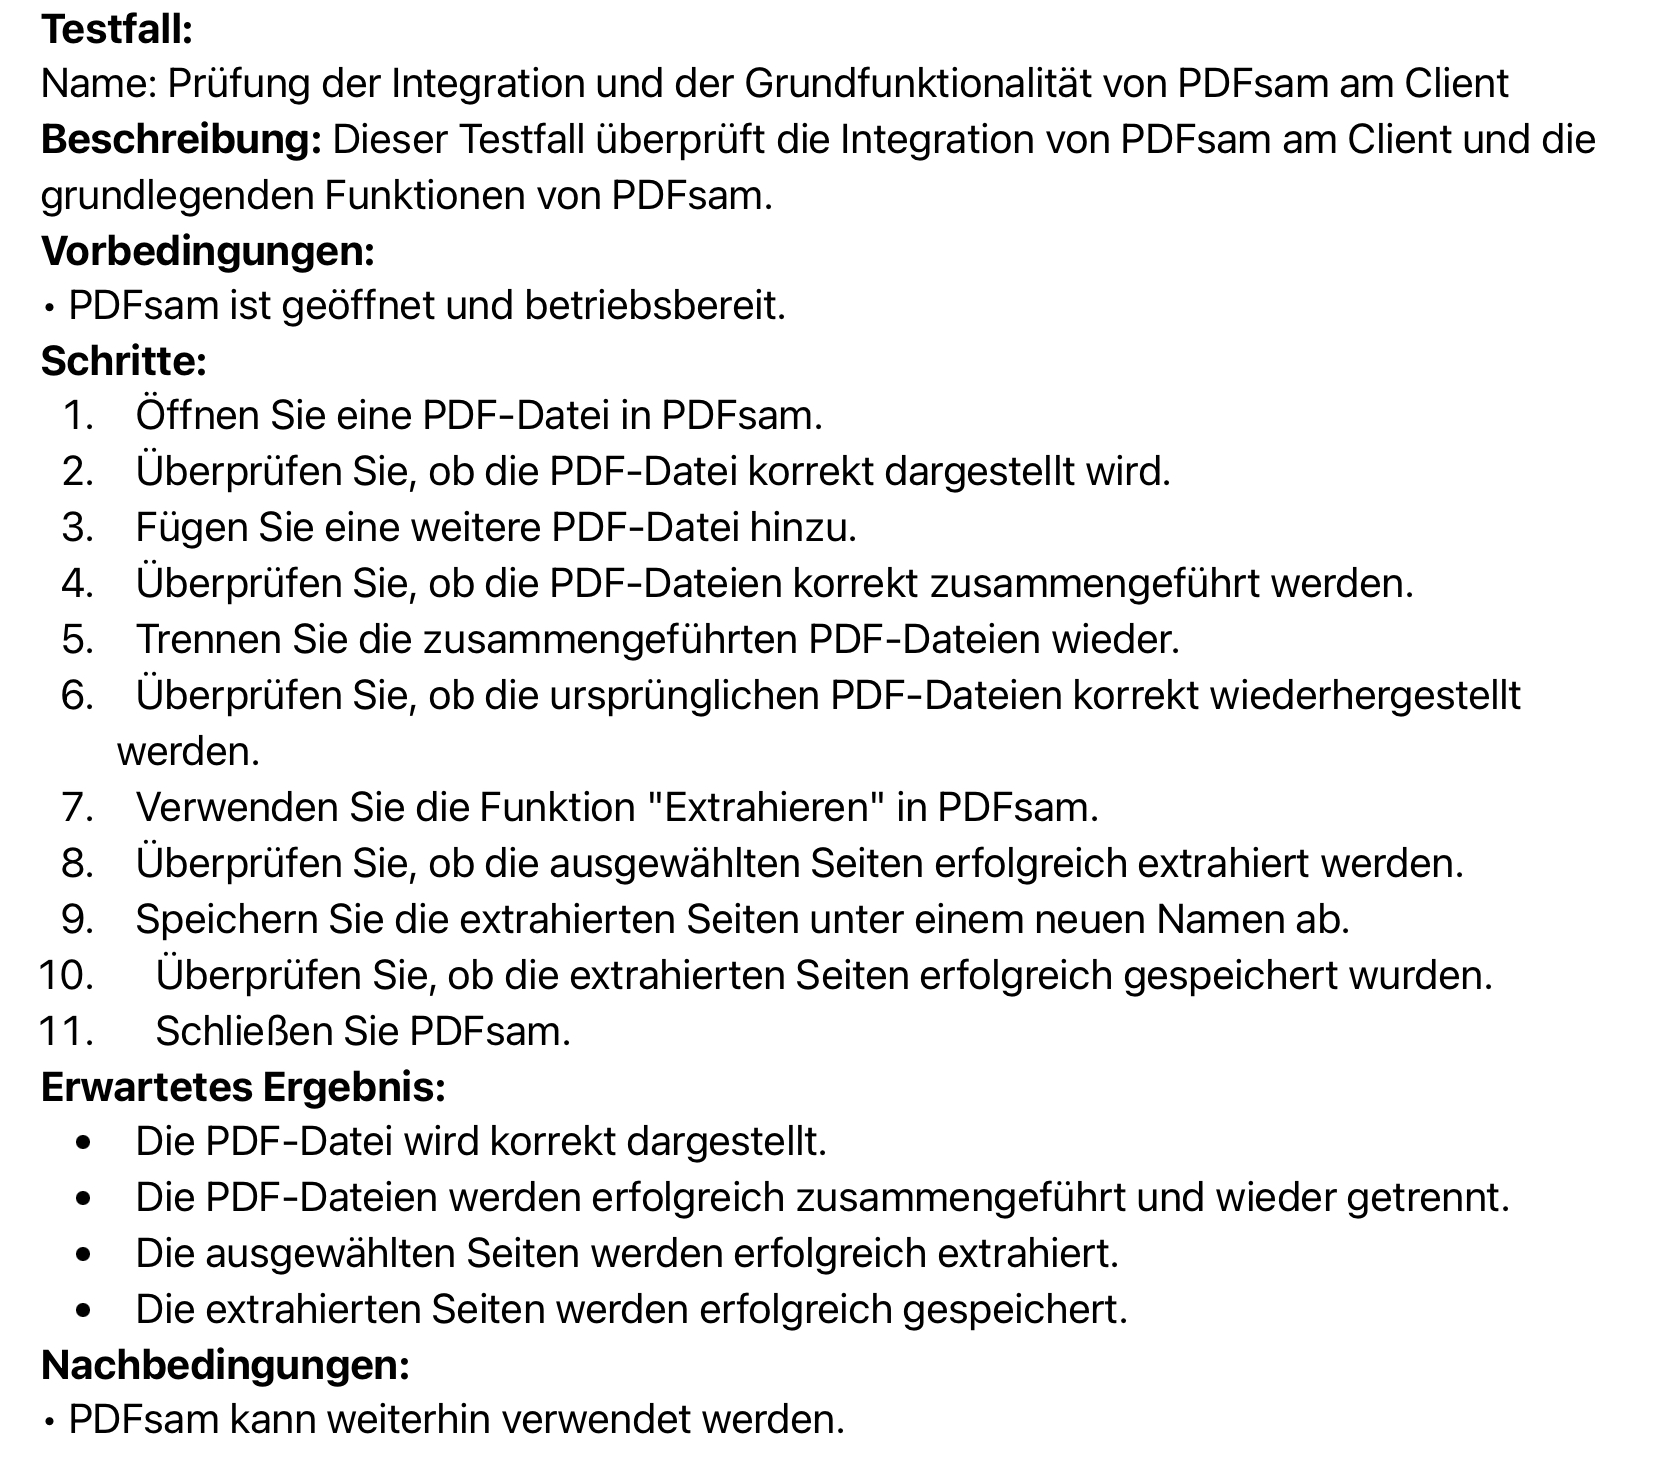 Testfall:
Name: Prüfung der Integration und der Grundfunktionalität von PDFsam am Client
Beschreibung: Dieser Testfall überprüft die Integration von PDFsam am Client und die
grundlegenden Funktionen von PDFsam.
Vorbedingungen:
• PDFsam ist geöffnet und betriebsbereit.
Schritte:
1. Öffnen Sie eine PDF-Datei in PDFsam.
2. Überprüfen Sie, ob die PDF-Datei korrekt dargestellt wird.
3. Fügen Sie eine weitere PDF-Datei hinzu.
4. Überprüfen Sie, ob die PDF-Dateien korrekt zusammengeführt werden.
5. Trennen Sie die zusammengeführten PDF-Dateien wieder.
6. Überprüfen Sie, ob die ursprünglichen PDF-Dateien korrekt wiederhergestellt
werden.
7. Verwenden Sie die Funktion "Extrahieren" in PDFsam.
8. Überprüfen Sie, ob die ausgewählten Seiten erfolgreich extrahiert werden.
9. Speichern Sie die extrahierten Seiten unter einem neuen Namen ab.
10. Überprüfen Sie, ob die extrahierten Seiten erfolgreich gespeichert wurden.
11. Schließen Sie PDFsam.
Erwartetes Ergebnis:
• Die PDF-Datei wird korrekt dargestellt.
• Die PDF-Dateien werden erfolgreich zusammengeführt und wieder getrennt.
• Die ausgewählten Seiten werden erfolgreich extrahiert.
• Die extrahierten Seiten werden erfolgreich gespeichert.
Nachbedingungen:
• PDFsam kann weiterhin verwendet werden.